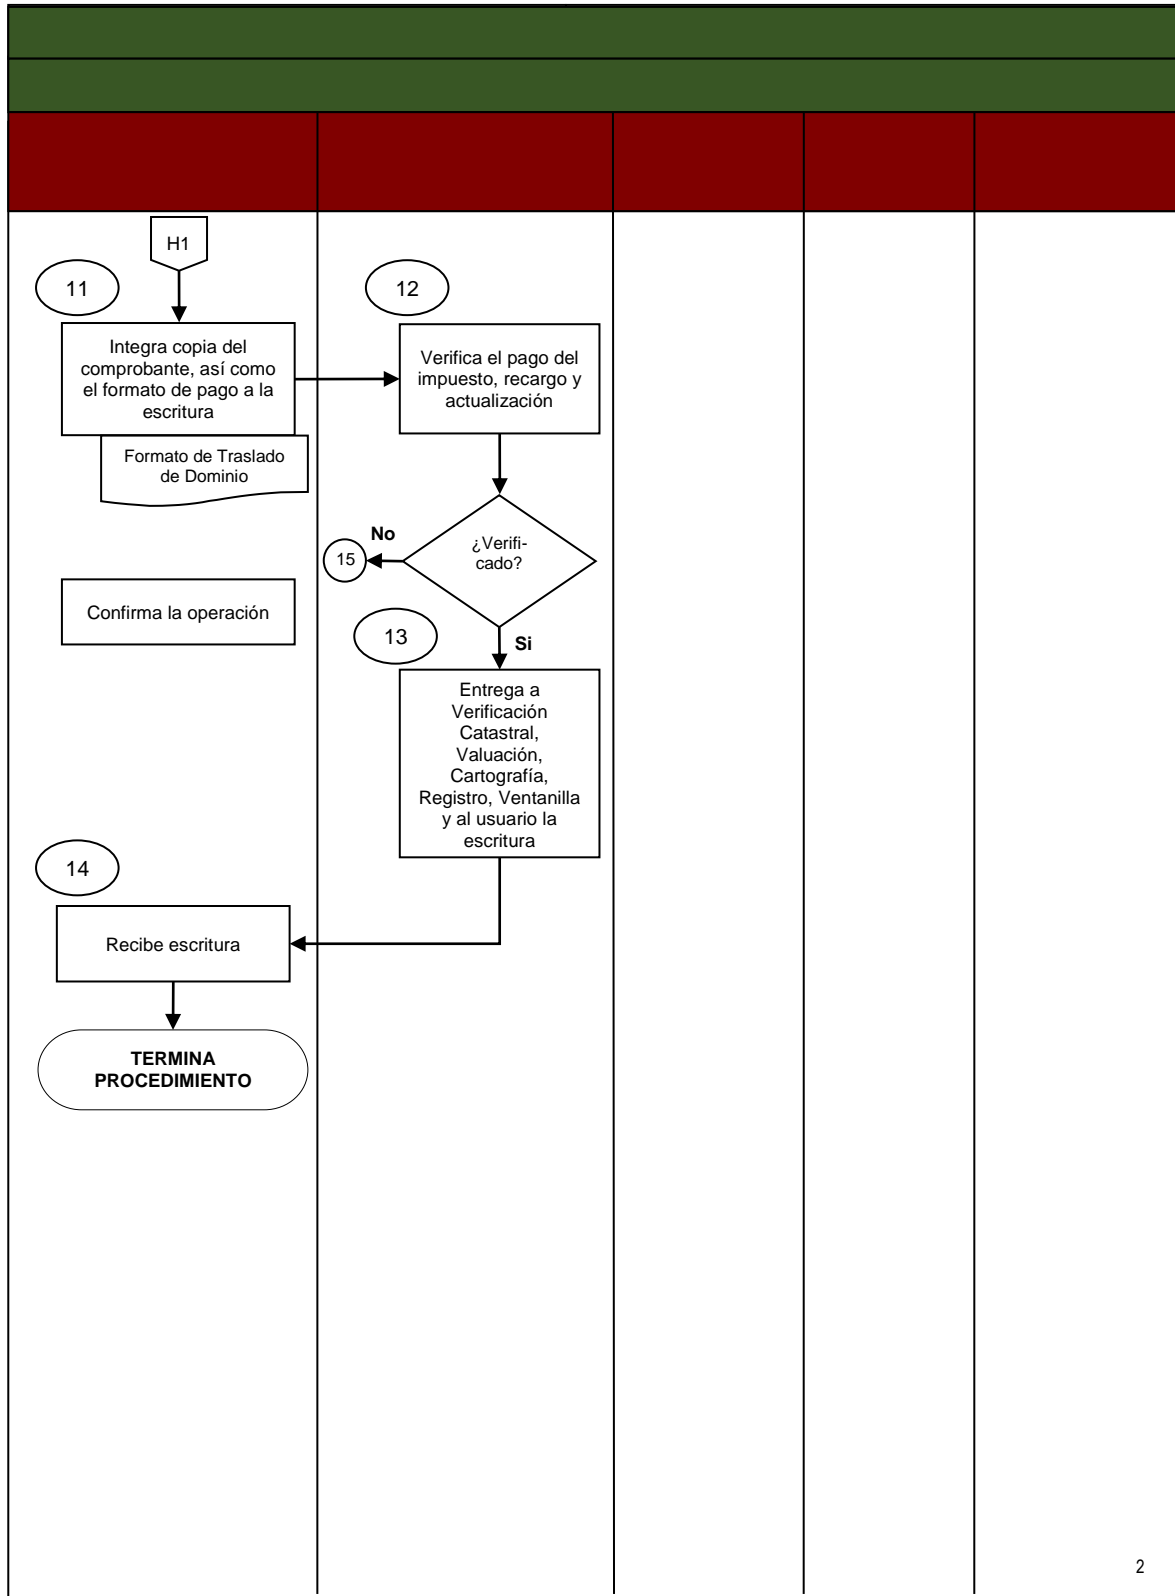 H1
11
Integra copia del
comprobante, así como
el formato de pago a la
escritura
Formato de Traslado
de Dominio
12
Verifica el pago del
impuesto, recargo y
actualización
¿Verifi-
cado?
No
15
Confirma la operación
Si
13
Entrega a
Verificación
Catastral,
Valuación,
Cartografía,
Registro, Ventanilla
y al usuario la
escritura
14
Recibe escritura
TERMINA
PROCEDIMIENTO
2